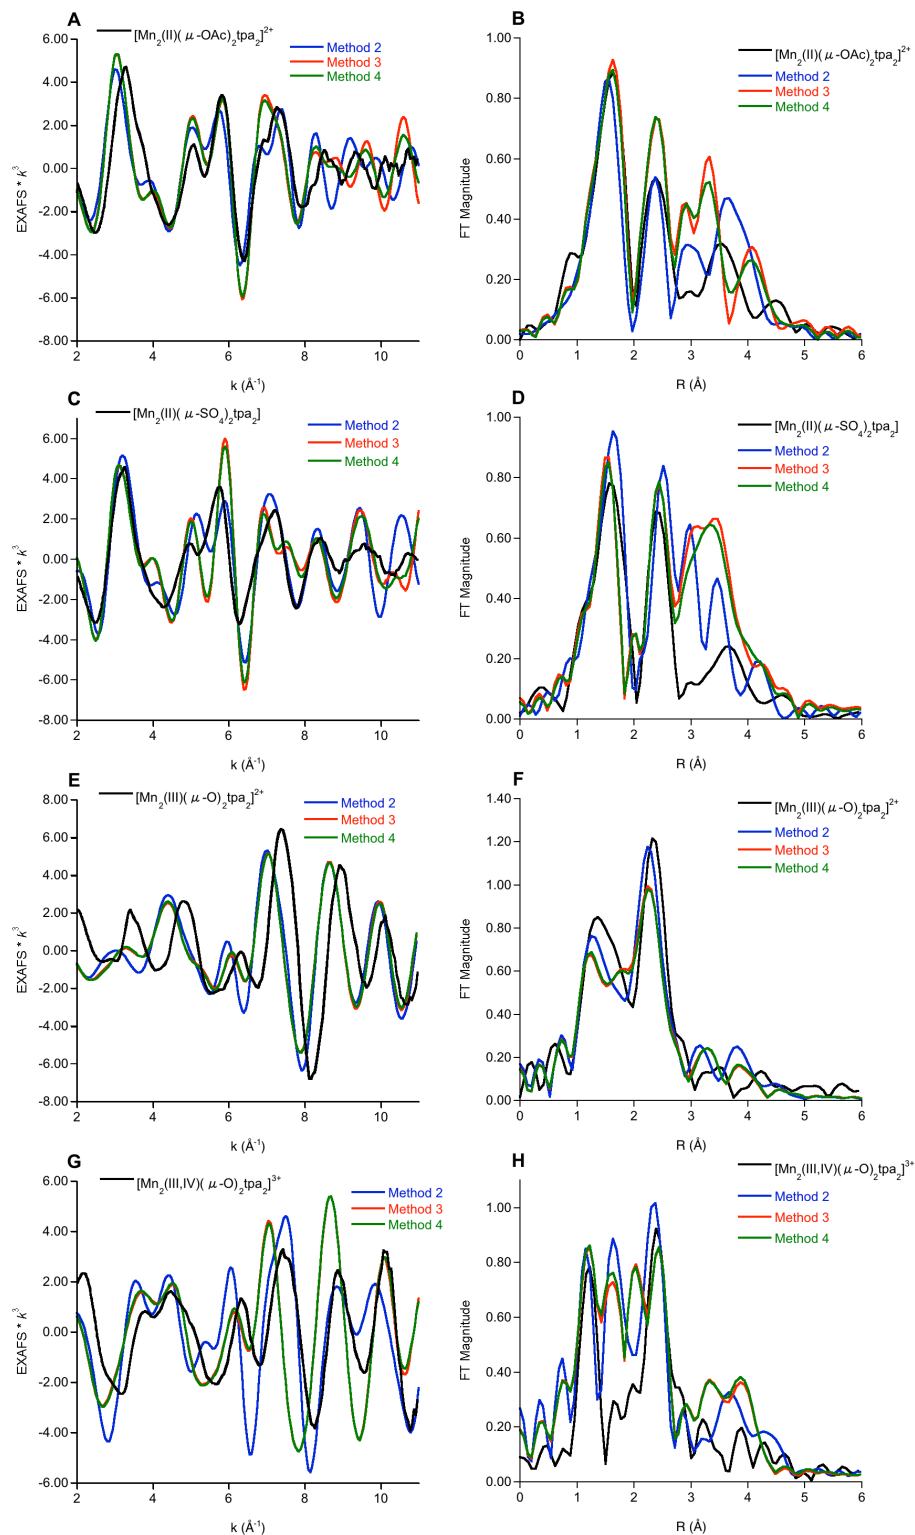 A
[Mn2(II)(μ-OAc)2tpa2]2+
Method 2
Method 3
Method 4
6.00
4.00
2.00
0.00
-2.00
-4.00
-6.00
-8.00
EXAFS * k3
2 4 6 8 10
k (Å-1)
B
[Mn2(II)(μ-OAc)2tpa2]2+
Method 2
Method 3
Method 4
1.00
0.80
0.60
0.40
0.20
0.00
FT Magnitude
0 1 2 3 4 5 6
R (Å)
C
[Mn2(II)(μ-SO4)2tpa2]
Method 2
Method 3
Method 4
6.00
4.00
2.00
0.00
-2.00
-4.00
-6.00
-8.00
EXAFS * k3
2 4 6 8 10
k (Å-1)
D
[Mn2(II)(μ-SO4)2tpa2]
Method 2
Method 3
Method 4
1.00
0.80
0.60
0.40
0.20
0.00
FT Magnitude
0 1 2 3 4 5 6
R (Å)
E
[Mn2(III)(μ-O)2tpa2]2+
Method 2
Method 3
Method 4
8.00
6.00
4.00
2.00
0.00
-2.00
-4.00
-6.00
-8.00
EXAFS * k3
2 4 6 8 10
k (Å-1)
F
[Mn2(III)(μ-O)2tpa2]2+
Method 2
Method 3
Method 4
1.40
1.20
1.00
0.80
0.60
0.40
0.20
0.00
FT Magnitude
0 1 2 3 4 5 6
R (Å)
G
[Mn2(III,IV)(μ-O)2tpa2]3+
Method 2
Method 3
Method 4
6.00
4.00
2.00
0.00
-2.00
-4.00
-6.00
EXAFS * k3
2 4 6 8 10
k (Å-1)
H
[Mn2(III,IV)(μ-O)2tpa2]3+
Method 2
Method 3
Method 4
1.00
0.80
0.60
0.40
0.20
0.00
FT Magnitude
0 1 2 3 4 5 6
R (Å)